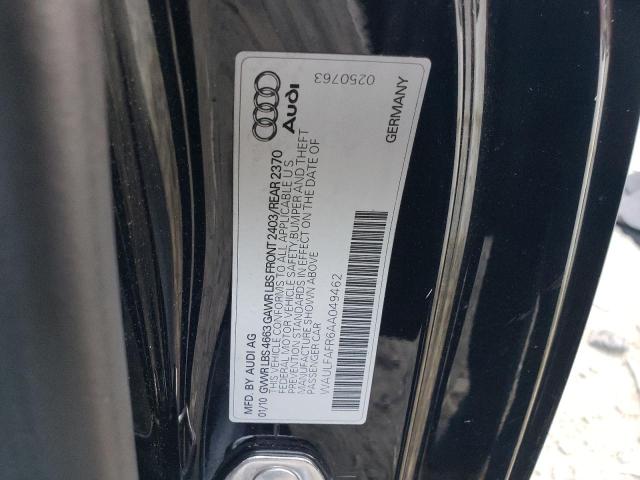 Audi
0250763
GERMANY
MFD. BY AUDI AG
01/10 GVWR LBS 4663 GAWR LBS FRONT 2403/REAR 2370
THIS VEHICLE CONFORMS TO ALL APPLICABLE U S
FEDERAL MOTOR VEHICLE SAFETY, BUMPER AND THEFT
PREVENTION STANDARDS IN EFFECT ON THE DATE OF
MANUFACTURE SHOWN ABOVE
PASSENGER CAR
WAULFAFR6AA049462